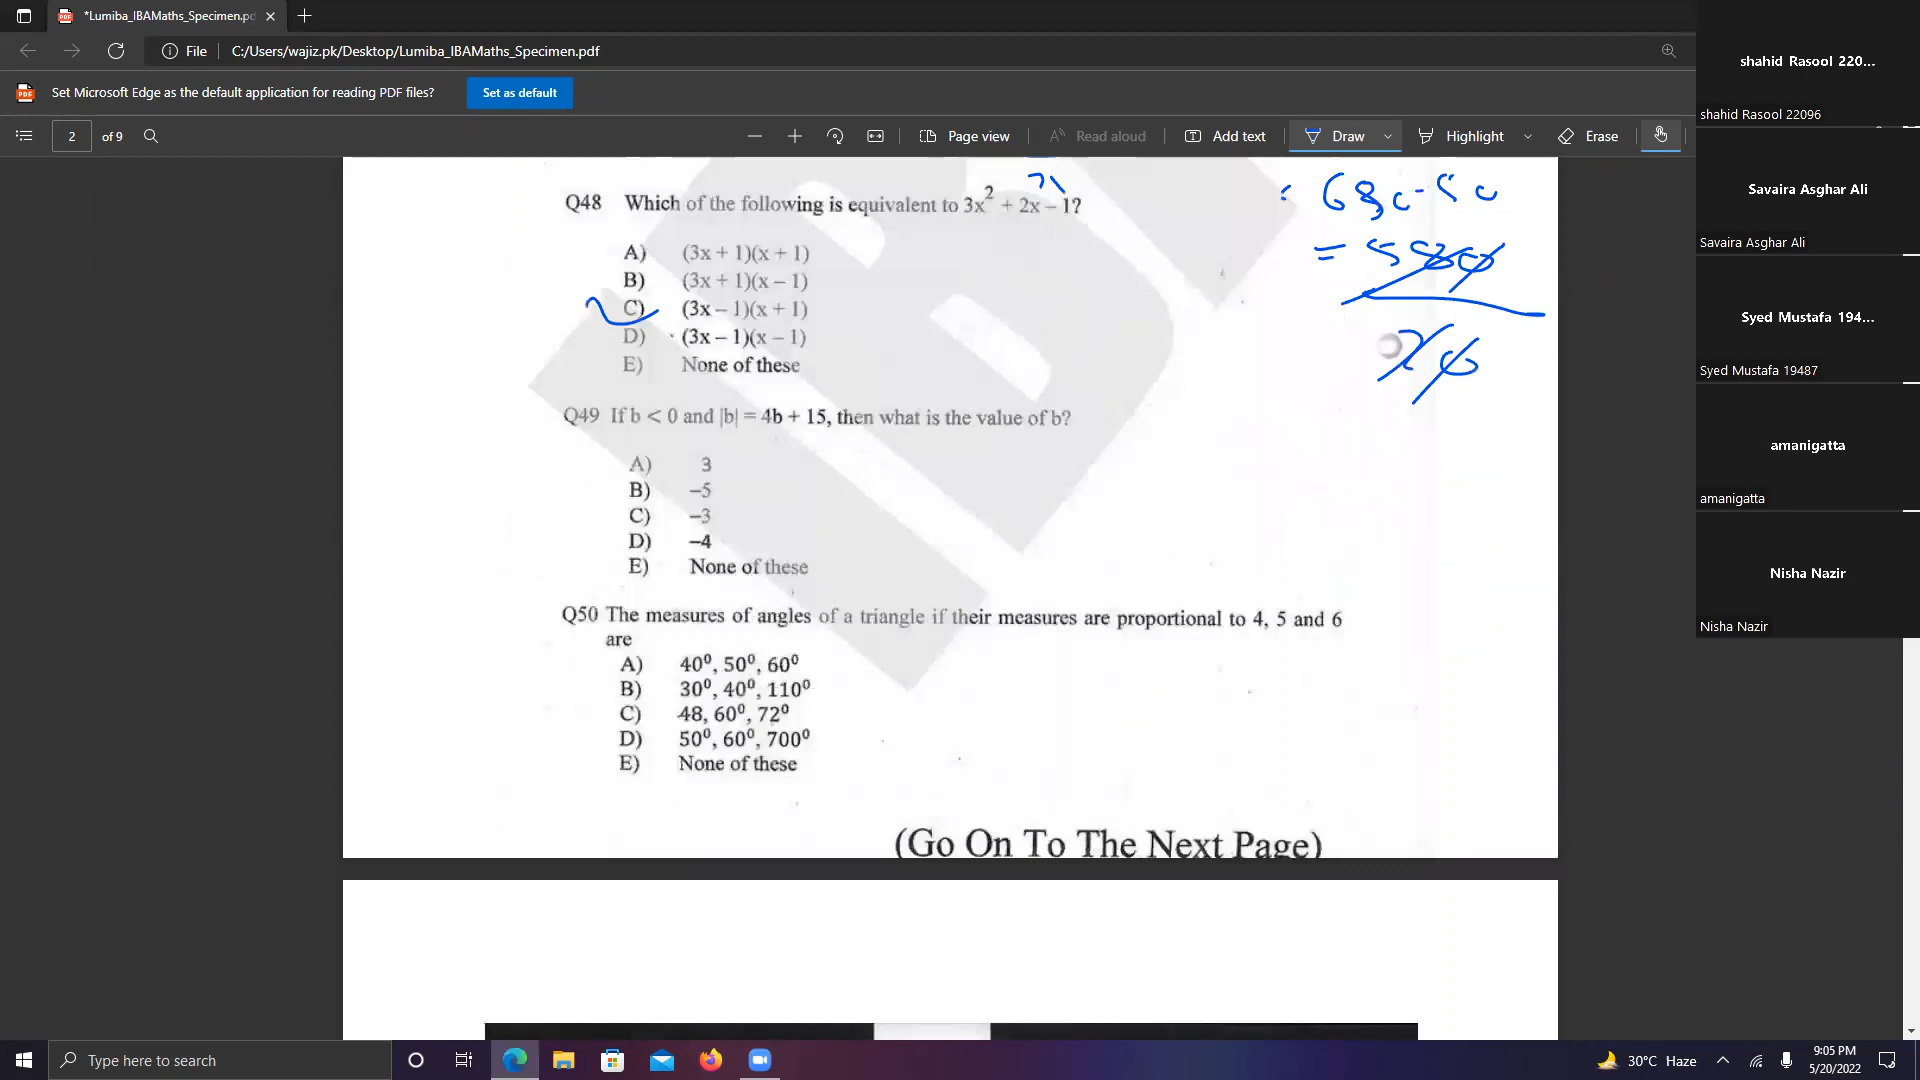 *Lumiba_IBAMaths_Specimen.pd
File
C:/Users/wajiz.pk/Desktop/Lumiba_IBAMaths_Specimen.pdf
Set Microsoft Edge as the default application for reading PDF files?
Set as default
2 of 9
Page view
Read aloud
Add text
Draw
Highlight
Erase
Q48 Which of the following is equivalent to 3x² + 2x – 1?
A) (3x + 1)(x + 1)
B) (3x + 1)(x – 1)
C) (3x – 1)(x + 1)
D) (3x – 1)(x – 1)
E) None of these
Q49 If b < 0 and |b| = 4b + 15, then what is the value of b?
A) 3
B) –5
C) –3
D) –4
E) None of these
Q50 The measures of angles of a triangle if their measures are proportional to 4, 5 and 6
are
A) 40⁰, 50⁰, 60⁰
B) 30⁰, 40⁰, 110⁰
C) 48, 60⁰, 72⁰
D) 50⁰, 60⁰, 700⁰
E) None of these
(Go On To The Next Page)
shahid Rasool 220...
shahid Rasool 22096
Savaira Asghar Ali
Savaira Asghar Ali
Syed Mustafa 194...
Syed Mustafa 19487
amanigatta
amanigatta
Nisha Nazir
Nisha Nazir
Type here to search
30°C Haze
9:05 PM
5/20/2022